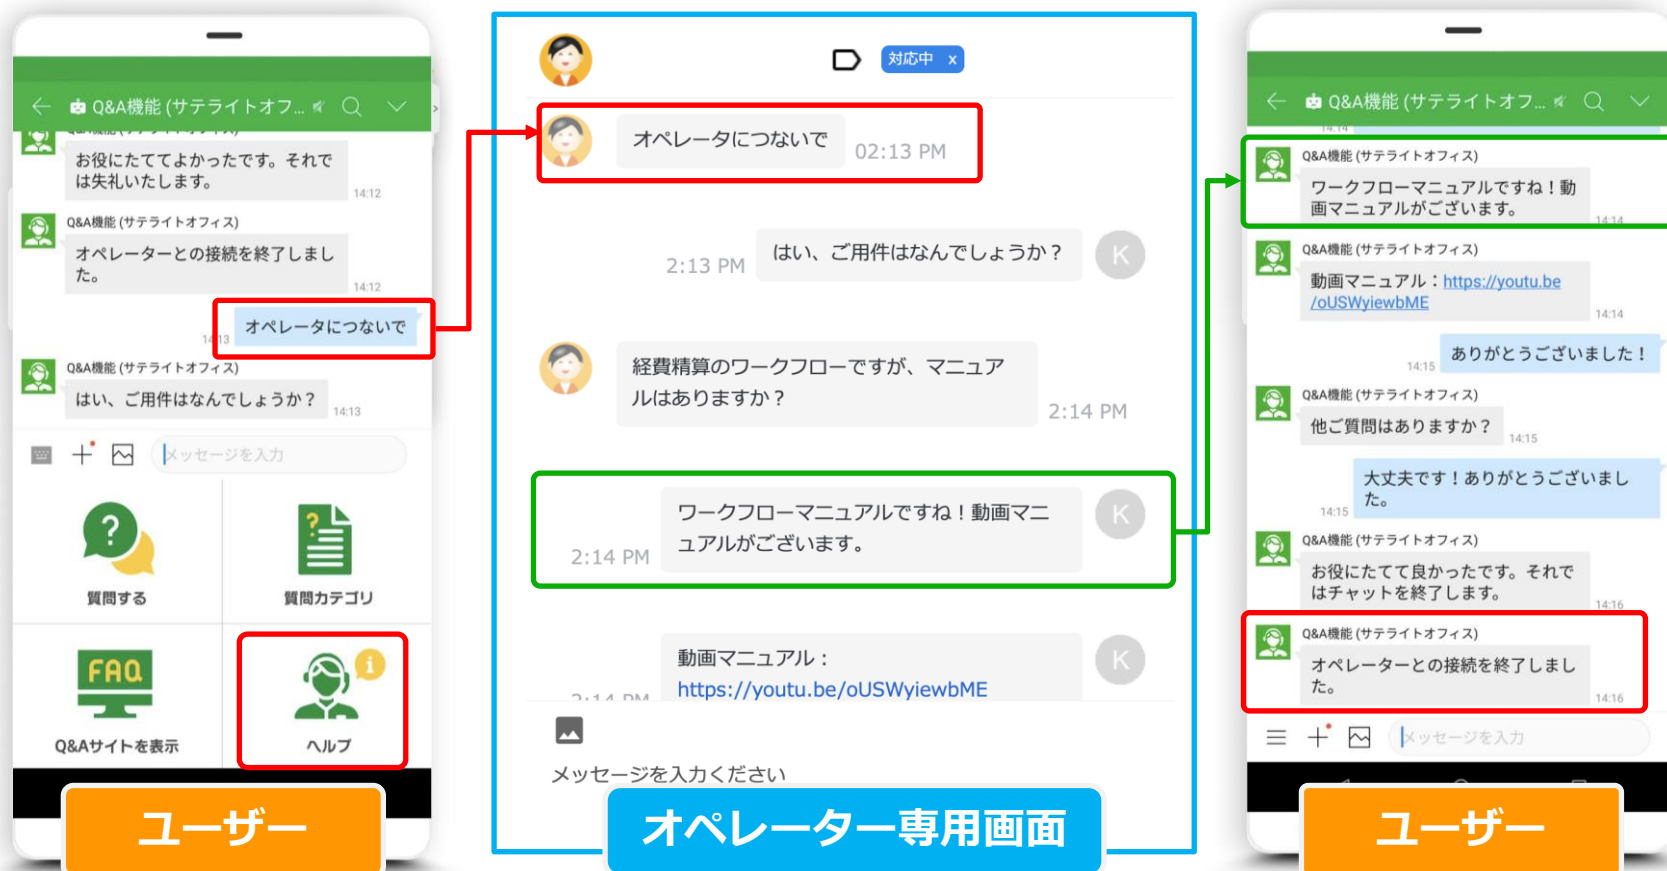 Q&A機能 (サテライトオフ...
お役にたててよかったです。それで
は失礼いたします。
14:12
Q&A機能 (サテライトオフィス)
オペレーターとの接続を終了しまし
た。
14:12
オペレータにつないで
14:13
Q&A機能 (サテライトオフィス)
はい、ご用件はなんでしょうか？
14:13
メッセージを入力
質問する
質問カテゴリ
FAQ
Q&Aサイトを表示
ヘルプ
ユーザー
対応中 x
オペレータにつないで
02:13 PM
はい、ご用件はなんでしょうか？
2:13 PM
K
経費精算のワークフローですが、マニュア
ルはありますか？
2:14 PM
ワークフローマニュアルですね！動画マニ
ュアルがございます。
2:14 PM
K
動画マニュアル：
https://youtu.be/oUSWyiewbME
2:14 PM
K
メッセージを入力ください
オペレーター専用画面
Q&A機能 (サテライトオフ...
14:14
Q&A機能 (サテライトオフィス)
ワークフローマニュアルですね！動
画マニュアルがございます。
14:14
Q&A機能 (サテライトオフィス)
動画マニュアル：https://youtu.be
/oUSWyiewbME
14:14
ありがとうございました！
14:15
Q&A機能 (サテライトオフィス)
他ご質問はありますか？
14:15
大丈夫です！ありがとうございまし
た。
14:15
Q&A機能 (サテライトオフィス)
お役にたてて良かったです。それで
はチャットを終了します。
14:16
Q&A機能 (サテライトオフィス)
オペレーターとの接続を終了しまし
た。
14:16
メッセージを入力
ユーザー